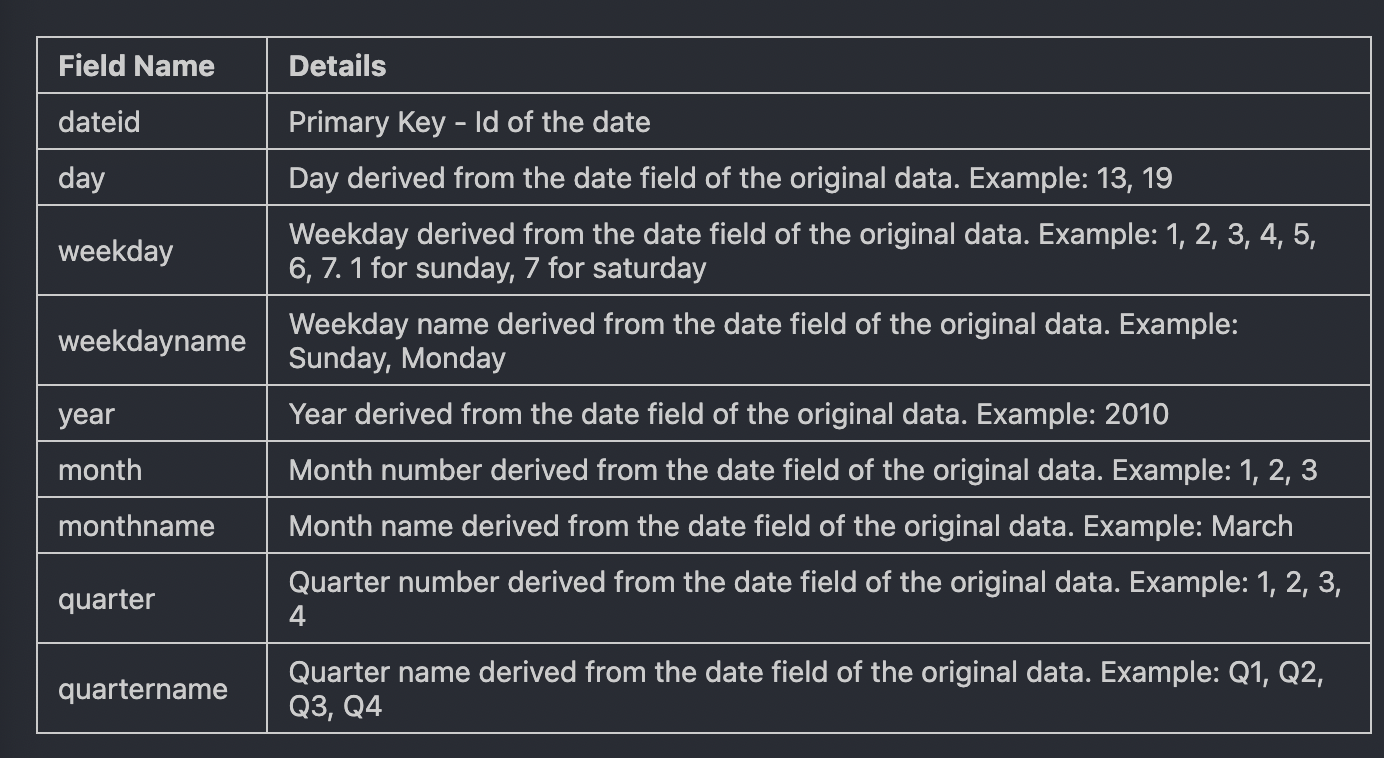 Field Name Details
dateid Primary Key - Id of the date
day Day derived from the date field of the original data. Example: 13, 19
weekday Weekday derived from the date field of the original data. Example: 1, 2, 3, 4, 5,
6, 7. 1 for sunday, 7 for saturday
weekdayname Weekday name derived from the date field of the original data. Example:
Sunday, Monday
year Year derived from the date field of the original data. Example: 2010
month Month number derived from the date field of the original data. Example: 1, 2, 3
monthname Month name derived from the date field of the original data. Example: March
quarter Quarter number derived from the date field of the original data. Example: 1, 2, 3,
4
quartername Quarter name derived from the date field of the original data. Example: Q1, Q2,
Q3, Q4